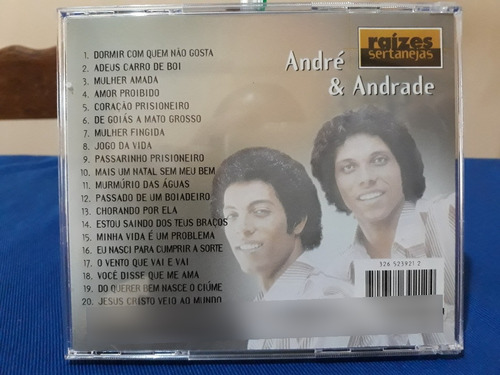 raízes
sertanejas
André
& Andrade
1. DORMIR COM QUEM NÃO GOSTA
2. ADEUS CARRO DE BOI
3. MULHER AMADA
4. AMOR PROIBIDO
5. CORAÇÃO PRISIONEIRO
6. DE GOIÁS A MATO GROSSO
7. MULHER FINGIDA
8. JOGO DA VIDA
9. PASSARINHO PRISIONEIRO
10. MAIS UM NATAL SEM MEU BEM
11. MURMÚRIO DAS ÁGUAS
12. PASSADO DE UM BOIADEIRO
13. CHORANDO POR ELA
14. ESTOU SAINDO DOS TEUS BRAÇOS
15. MINHA VIDA É UM PROBLEMA
16. EU NASCI PARA CUMPRIR A SORTE
17. O VENTO QUE VAI E VAI
18. VOCÊ DISSE QUE ME AMA
19. DO QUERER BEM NASCE O CIÚME
20. JESUS CRISTO VEIO AO MUNDO
326 523921 2